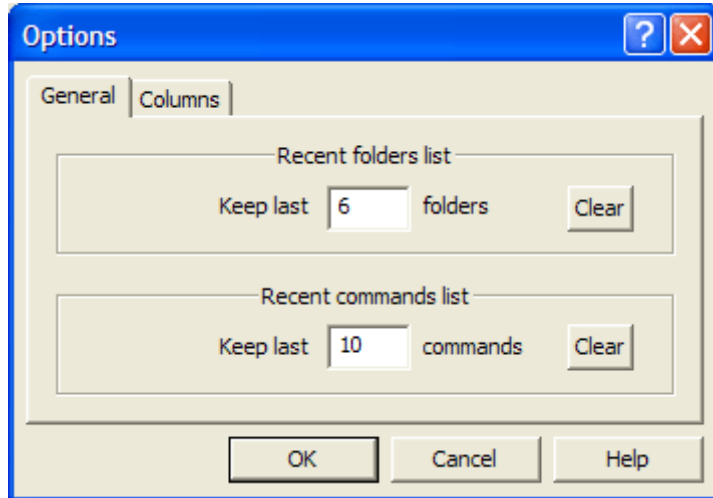 Options
General Columns
Recent folders list
Keep last 6 folders Clear
Recent commands list
Keep last 10 commands Clear
OK Cancel Help